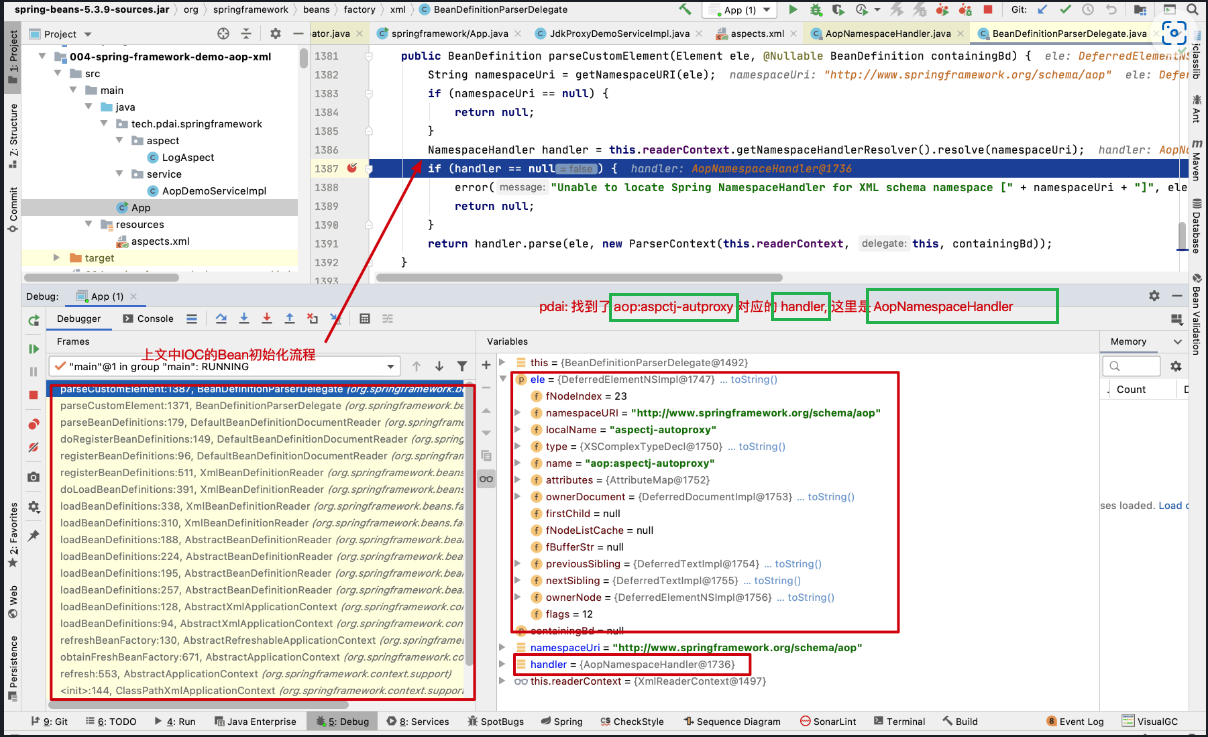 spring-beans-5.3.9-sources.jar › org › springframework › beans › factory › xml › BeanDefinitionParserDelegate
App (1)
Git:
Project
004-spring-framework-demo-aop-xml
src
main
java
tech.pdai.springframework
aspect
LogAspect
service
AopDemoServiceImpl
App
resources
aspects.xml
target
ator.java
springframework/App.java
JdkProxyDemoServiceImpl.java
aspects.xml
AopNamespaceHandler.java
BeanDefinitionParserDelegate.java
1381 public BeanDefinition parseCustomElement(Element ele, @Nullable BeanDefinition containingBd) { ele: DeferredElementNS
1382 String namespaceUri = getNamespaceURI(ele); namespaceUri: "http://www.springframework.org/schema/aop" ele: Defer
1383 if (namespaceUri == null) {
1384 return null;
1385 }
1386 NamespaceHandler handler = this.readerContext.getNamespaceHandlerResolver().resolve(namespaceUri); handler: AopN
1387 if (handler == null = false ) { handler: AopNamespaceHandler@1736
1388 error( message: "Unable to locate Spring NamespaceHandler for XML schema namespace [" + namespaceUri + "]", ele
1389 return null;
1390 }
1391 return handler.parse(ele, new ParserContext(this.readerContext, delegate: this, containingBd));
1392 }
1393
1: Project
Z: Structure
Commit
2: Favorites
Web
Persistence
jclasslib
Ant
Maven
Database
Bean Validation
Debug: App (1)
pdai: 找到了 aop:aspctj-autproxy 对应的 handler, 这里是 AopNamespaceHandler
Debugger
Console
Frames
上文中IOC的Bean初始化流程
"main"@1 in group "main": RUNNING
parseCustomElement:1387, BeanDefinitionParserDelegate (org.springframework.be
parseCustomElement:1371, BeanDefinitionParserDelegate (org.springframework.be
parseBeanDefinitions:179, DefaultBeanDefinitionDocumentReader (org.springfram
doRegisterBeanDefinitions:149, DefaultBeanDefinitionDocumentReader (org.spring
registerBeanDefinitions:96, DefaultBeanDefinitionDocumentReader (org.springfra
registerBeanDefinitions:511, XmlBeanDefinitionReader (org.springframework.beans
doLoadBeanDefinitions:391, XmlBeanDefinitionReader (org.springframework.beans.
loadBeanDefinitions:338, XmlBeanDefinitionReader (org.springframework.beans.fa
loadBeanDefinitions:310, XmlBeanDefinitionReader (org.springframework.beans.fa
loadBeanDefinitions:188, AbstractBeanDefinitionReader (org.springframework.bea
loadBeanDefinitions:224, AbstractBeanDefinitionReader (org.springframework.bea
loadBeanDefinitions:195, AbstractBeanDefinitionReader (org.springframework.bea
loadBeanDefinitions:257, AbstractBeanDefinitionReader (org.springframework.bea
loadBeanDefinitions:128, AbstractXmlApplicationContext (org.springframework.co
loadBeanDefinitions:94, AbstractXmlApplicationContext (org.springframework.con
refreshBeanFactory:130, AbstractRefreshableApplicationContext (org.springframew
obtainFreshBeanFactory:671, AbstractApplicationContext (org.springframework.co
refresh:553, AbstractApplicationContext (org.springframework.context.support)
<init>:144, ClassPathXmlApplicationContext (org.springframework.context.suppor
Variables
this = {BeanDefinitionParserDelegate@1492}
ele = {DeferredElementNSImpl@1747} ... toString()
fNodeIndex = 23
namespaceURI = "http://www.springframework.org/schema/aop"
localName = "aspectj-autoproxy"
type = {XSComplexTypeDecl@1750} ... toString()
name = "aop:aspectj-autoproxy"
attributes = {AttributeMap@1752}
ownerDocument = {DeferredDocumentImpl@1753} ... toString()
firstChild = null
fNodeListCache = null
fBufferStr = null
previousSibling = {DeferredTextImpl@1754} ... toString()
nextSibling = {DeferredTextImpl@1755} ... toString()
ownerNode = {DeferredElementNSImpl@1756} ... toString()
flags = 12
containingBd = null
namespaceUri = "http://www.springframework.org/schema/aop"
handler = {AopNamespaceHandler@1736}
this.readerContext = {XmlReaderContext@1497}
Memory
Count
ses loaded. Load c
9: Git
6: TODO
4: Run
Java Enterprise
5: Debug
8: Services
SpotBugs
Spring
CheckStyle
Sequence Diagram
SonarLint
Terminal
Build
8 Event Log
VisualGC